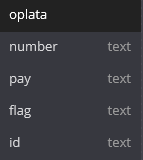 oplata
number text
pay text
flag text
id text